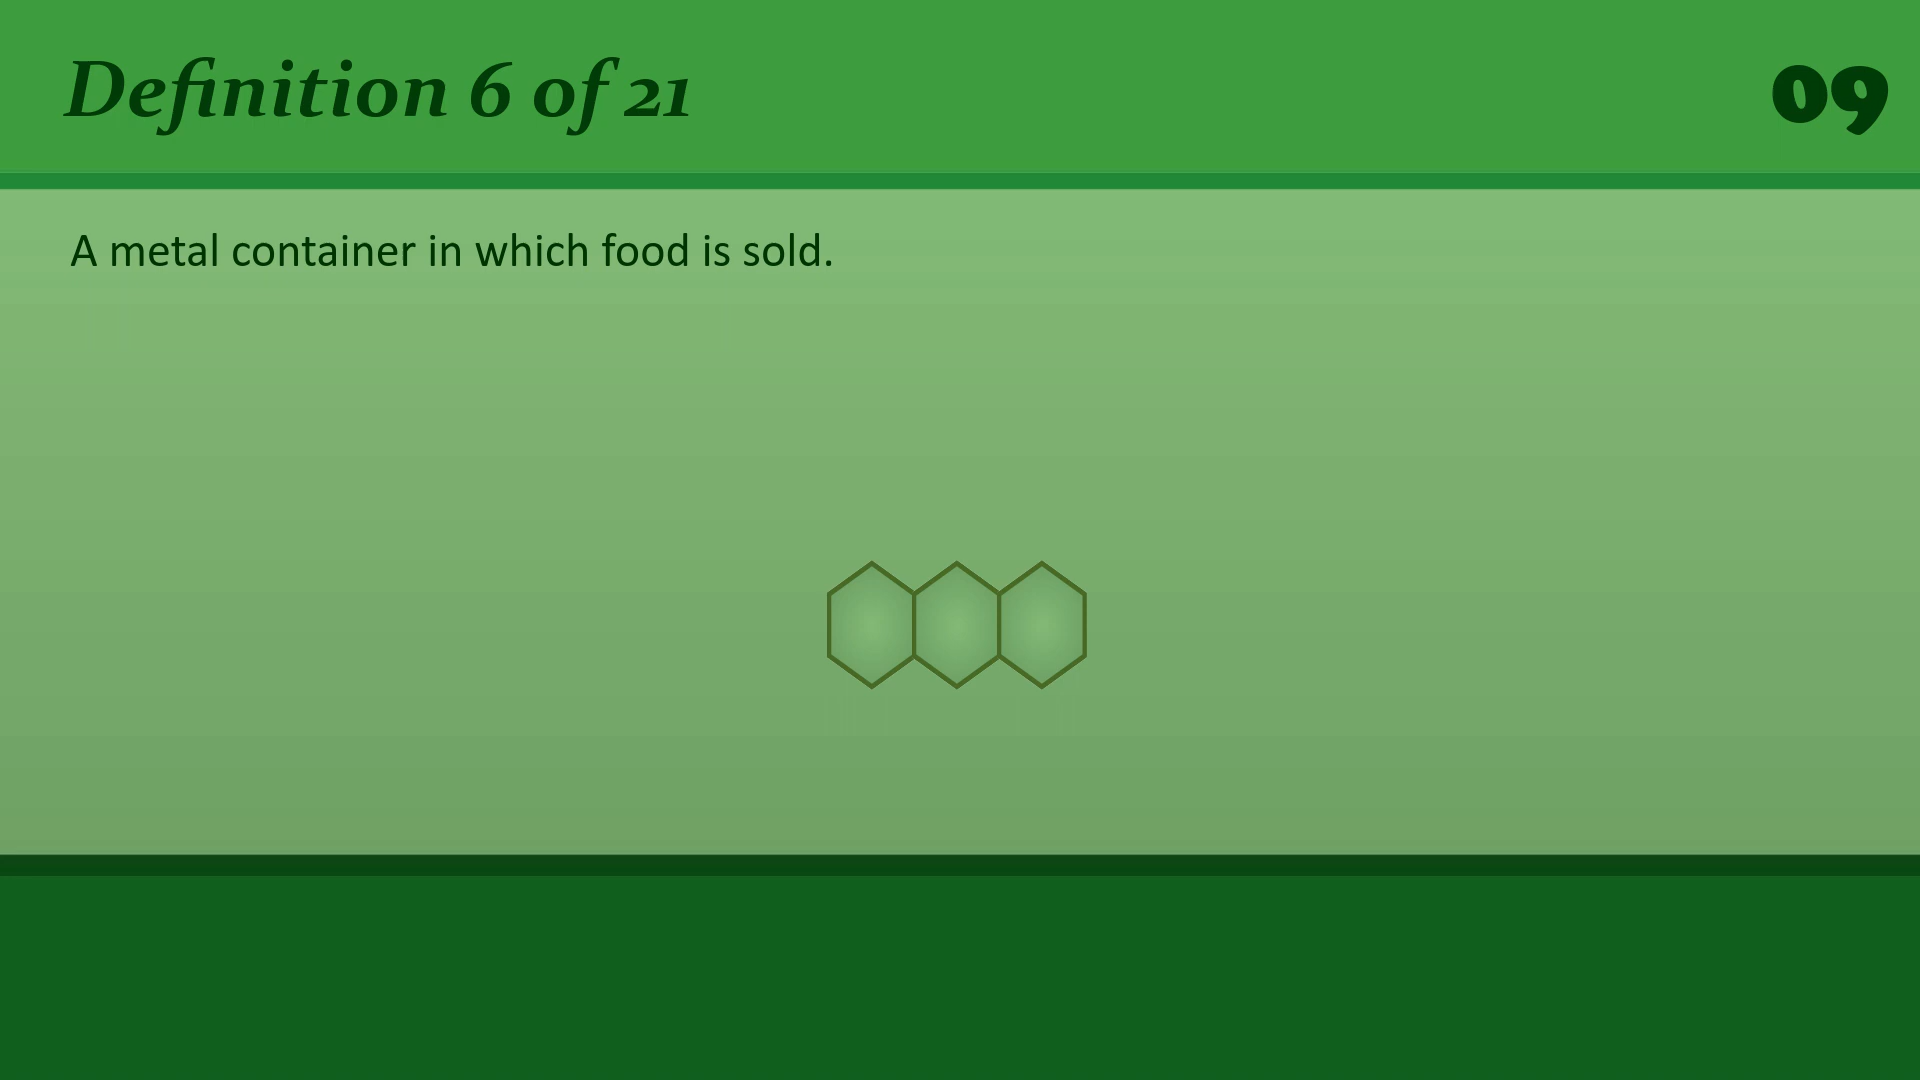 Definition 6 of 21
09
A metal container in which food is sold.